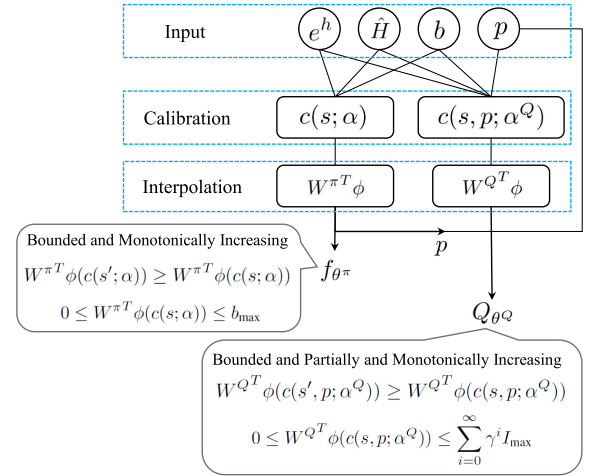 Input e^h Ĥ b p
Calibration c(s; α) c(s, p; α^Q)
Interpolation W^{π^T} ϕ W^{Q^T} ϕ
p
f_{θ^π}
Bounded and Monotonically Increasing
W^{π^T} ϕ(c(s′; α)) ≥ W^{π^T} ϕ(c(s; α))
0 ≤ W^{π^T} ϕ(c(s; α)) ≤ b_max
Q_{θ^Q}
Bounded and Partially and Monotonically Increasing
W^{Q^T} ϕ(c(s′, p; α^Q)) ≥ W^{Q^T} ϕ(c(s, p; α^Q))
0 ≤ W^{Q^T} ϕ(c(s, p; α^Q)) ≤ ∑_{i=0}^{∞} γ^i I_max